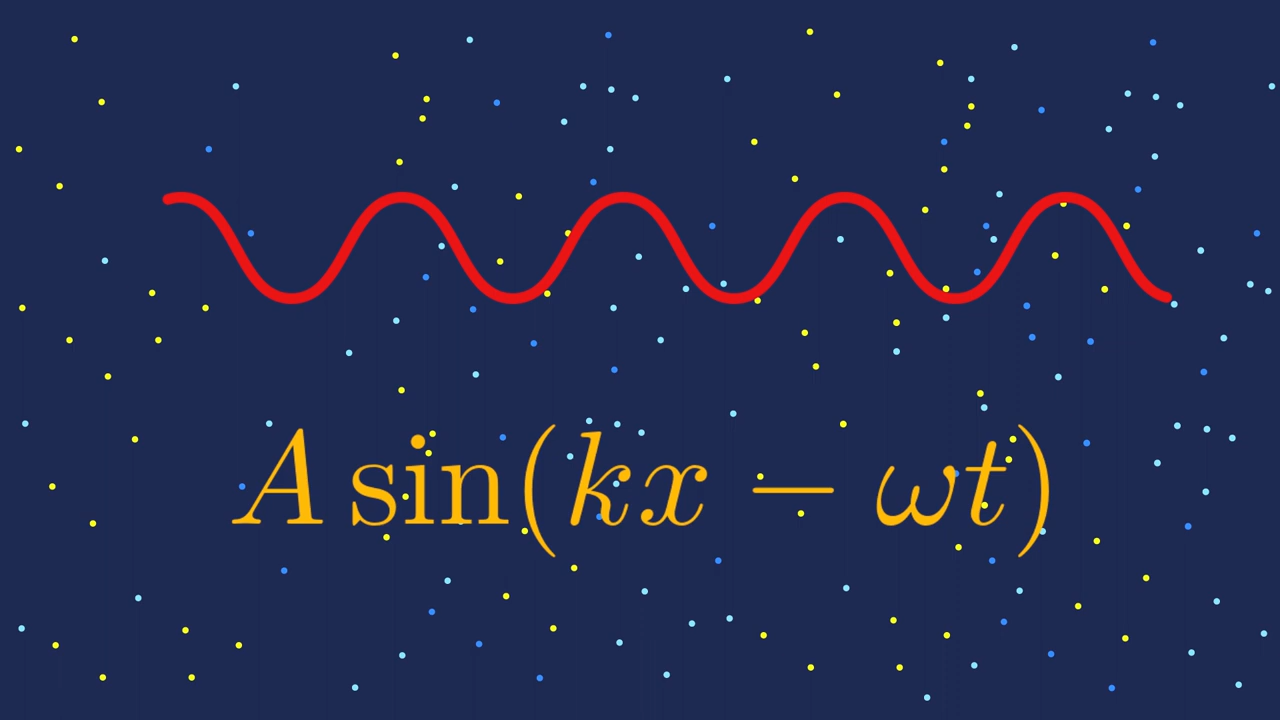 A sin(kx − ωt)